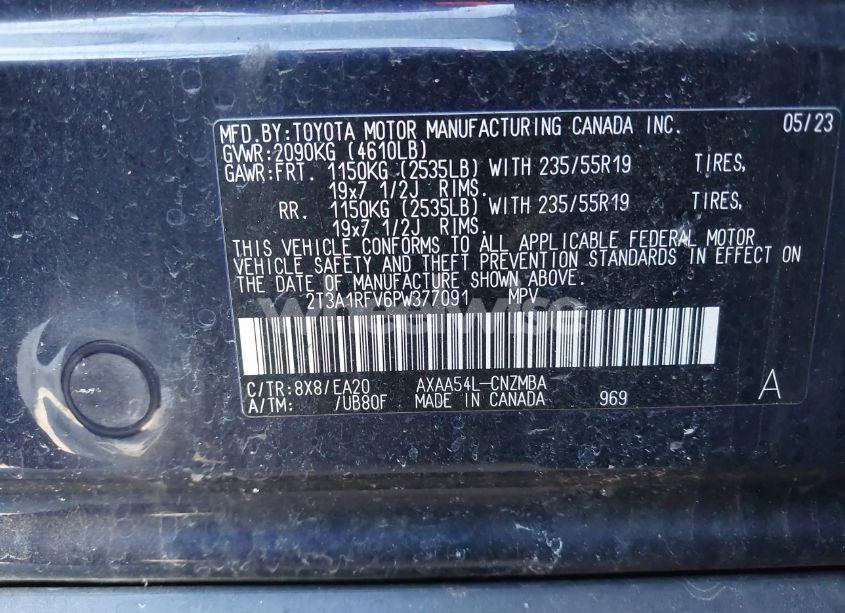 MFD.BY:TOYOTA MOTOR MANUFACTURING CANADA INC. 05/23
GVWR:2090KG (4610LB)
GAWR:FRT. 1150KG (2535LB) WITH 235/55R19 TIRES,
19x7 1/2J RIMS.
RR. 1150KG (2535LB) WITH 235/55R19 TIRES,
19x7 1/2J RIMS.
THIS VEHICLE CONFORMS TO ALL APPLICABLE FEDERAL MOTOR
VEHICLE SAFETY AND THEFT PREVENTION STANDARDS IN EFFECT ON
THE DATE OF MANUFACTURE SHOWN ABOVE.
2T3A1RFV6PW377091 MPV
wheelwise
C/TR:8X8/EA20 AXAA54L-CNZMBA A
A/TM: /UB80F MADE IN CANADA 969